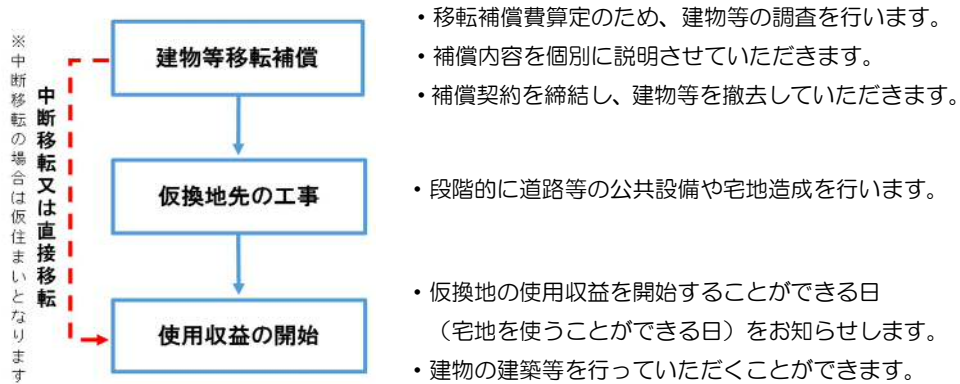 ※中断移転の場合は仮住まいとなります
中断移転又は直接移転
建物等移転補償
・移転補償費算定のため、建物等の調査を行います。
・補償内容を個別に説明させていただきます。
・補償契約を締結し、建物等を撤去していただきます。
仮換地先の工事
・段階的に道路等の公共設備や宅地造成を行います。
使用収益の開始
・仮換地の使用収益を開始することができる日
（宅地を使うことができる日）をお知らせします。
・建物の建築等を行っていただくことができます。